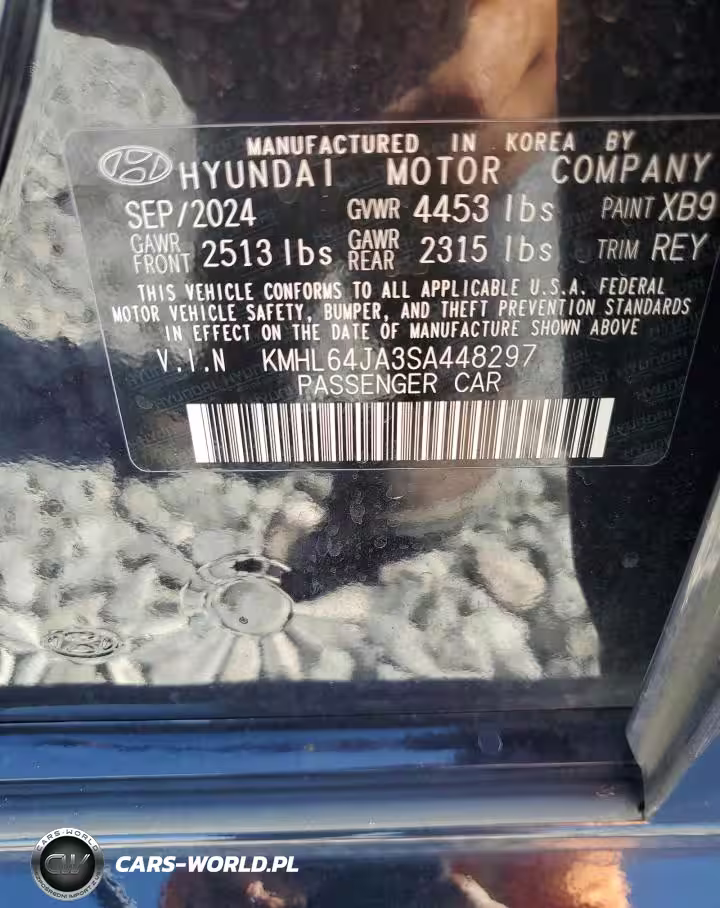 MANUFACTURED IN KOREA BY
HYUNDAI MOTOR COMPANY
SEP/2024 GVWR 4453 lbs PAINT XB9
GAWR FRONT 2513 lbs GAWR REAR 2315 lbs TRIM REY
THIS VEHICLE CONFORMS TO ALL APPLICABLE U.S.A. FEDERAL
MOTOR VEHICLE SAFETY, BUMPER, AND THEFT PREVENTION STANDARDS
IN EFFECT ON THE DATE OF MANUFACTURE SHOWN ABOVE
V.I.N KMHL64JA3SA448297
PASSENGER CAR
CARS-WORLD
CARS-WORLD.PL